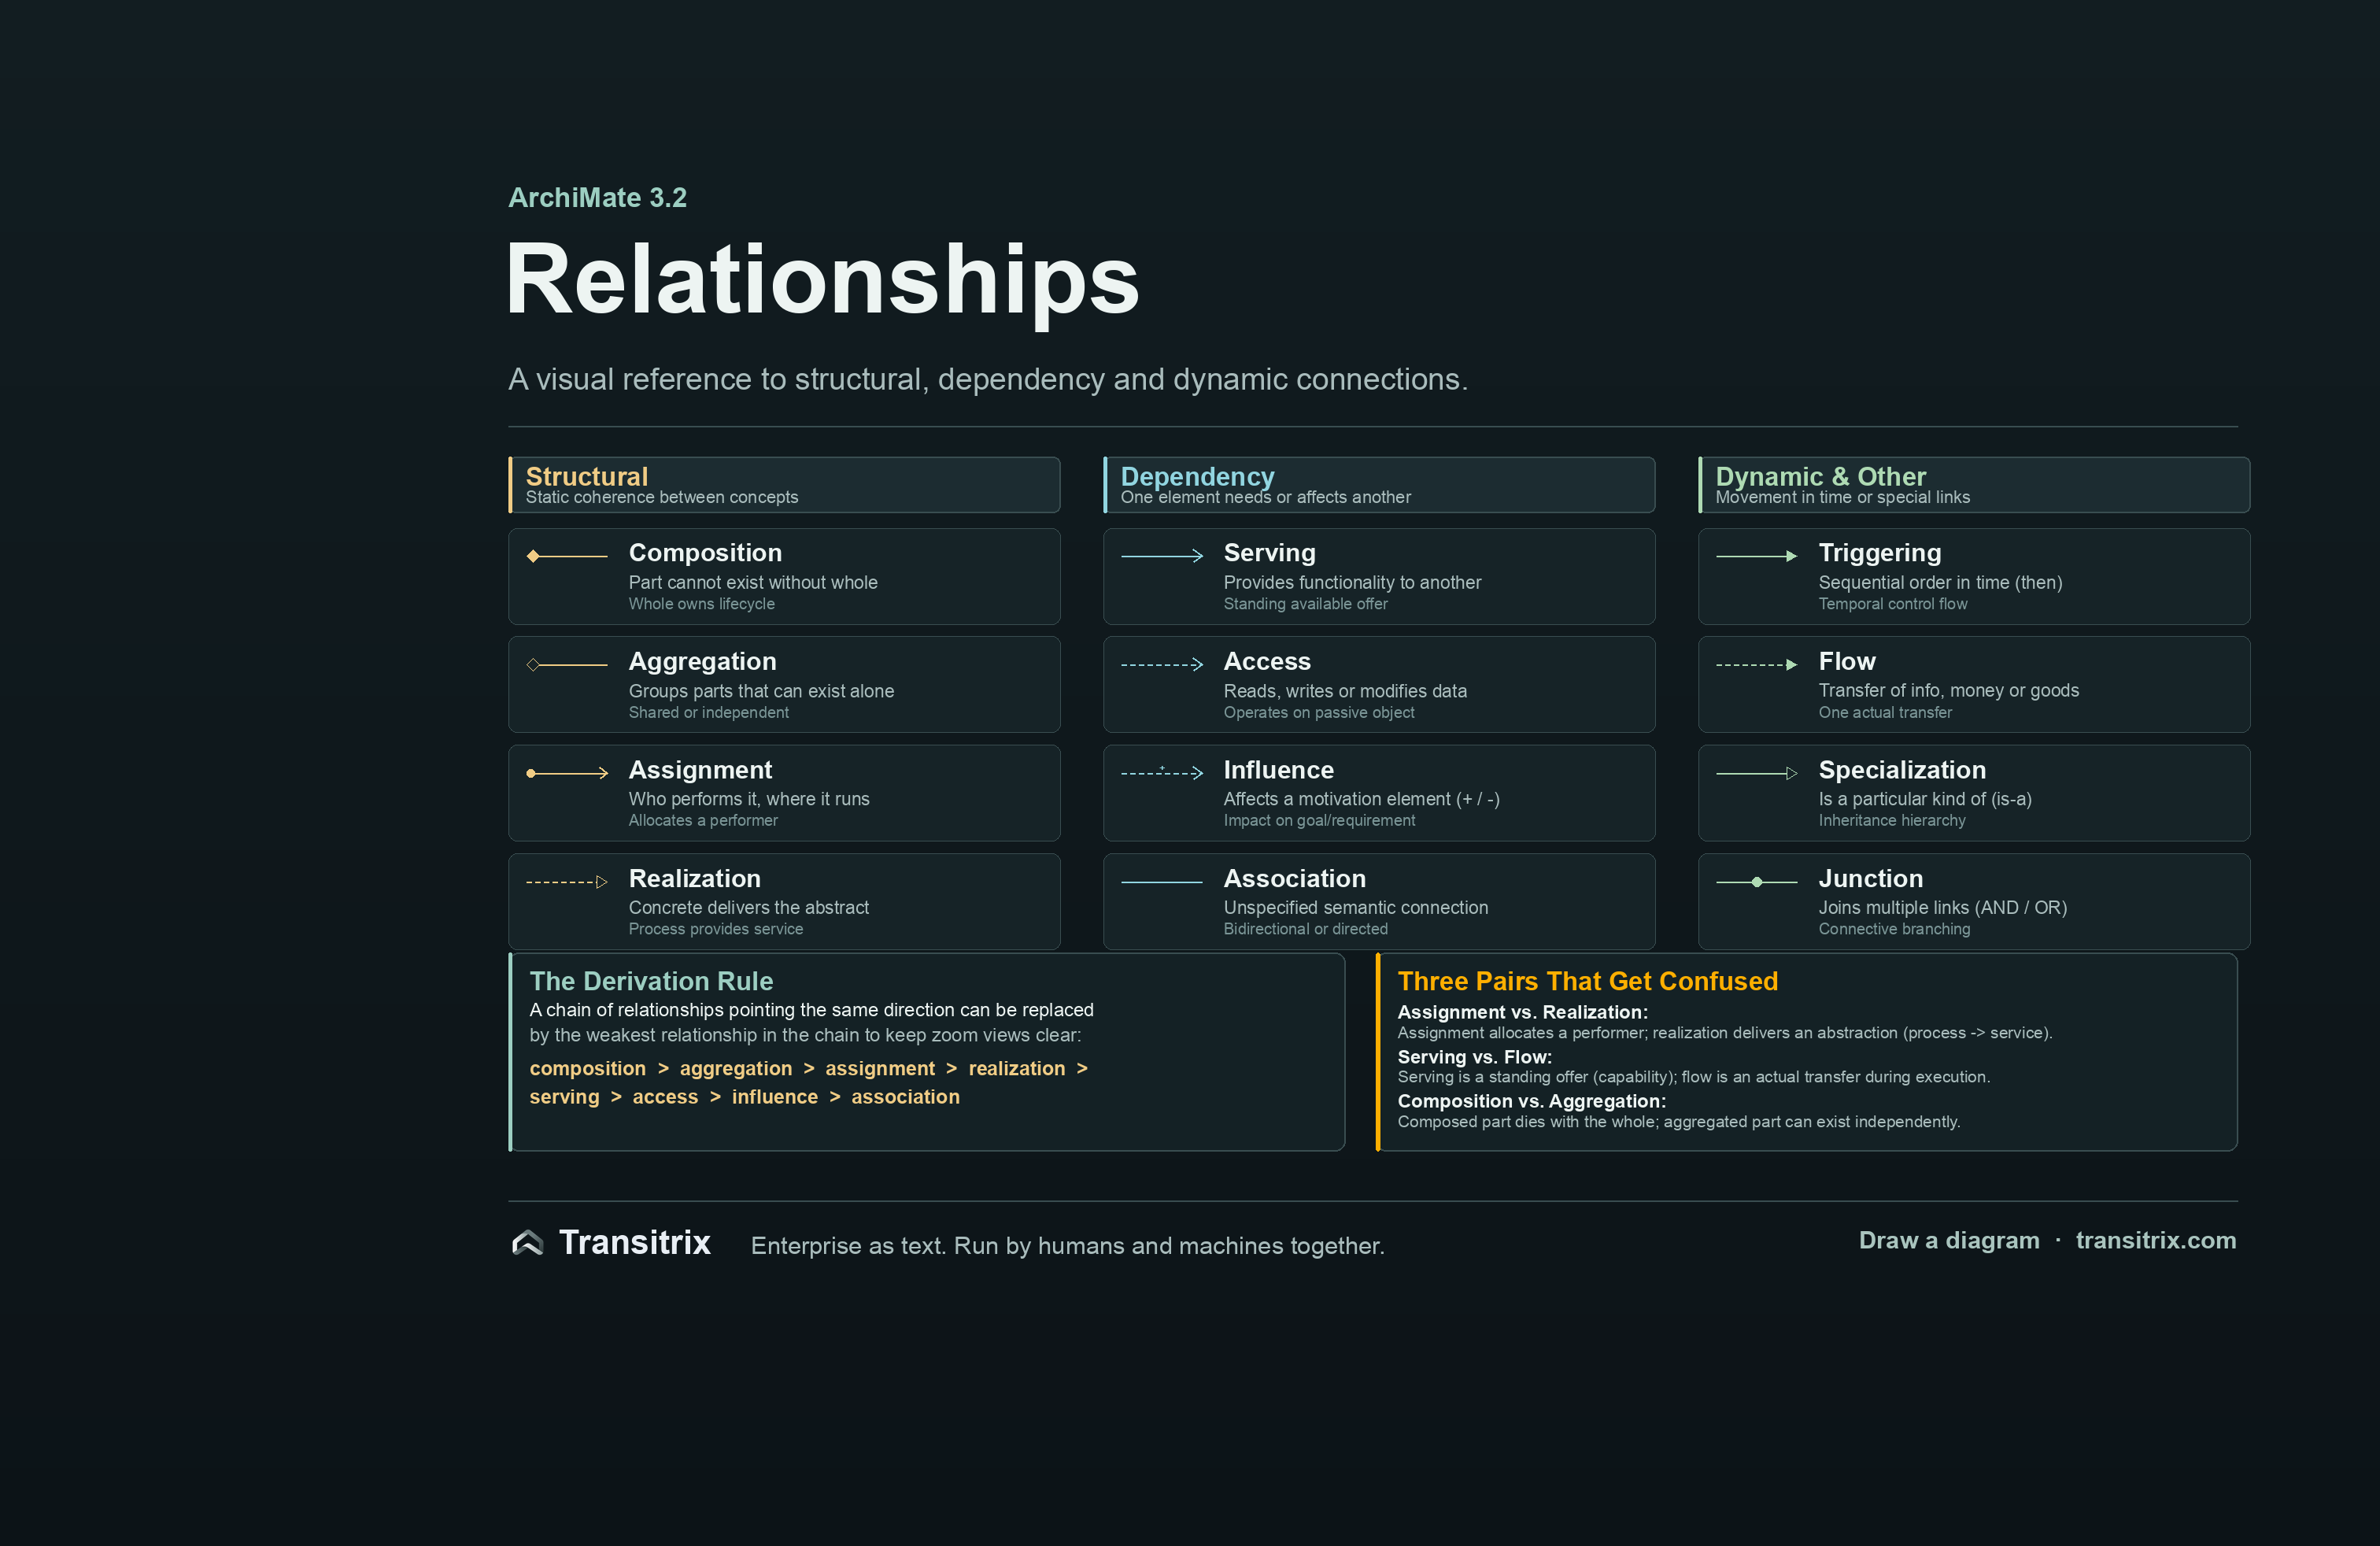 ArchiMate 3.2
Relationships
A visual reference to structural, dependency and dynamic connections.
Structural
Static coherence between concepts
Composition
Part cannot exist without whole
Whole owns lifecycle
Aggregation
Groups parts that can exist alone
Shared or independent
Assignment
Who performs it, where it runs
Allocates a performer
Realization
Concrete delivers the abstract
Process provides service
Dependency
One element needs or affects another
Serving
Provides functionality to another
Standing available offer
Access
Reads, writes or modifies data
Operates on passive object
+
Influence
Affects a motivation element (+ / -)
Impact on goal/requirement
Association
Unspecified semantic connection
Bidirectional or directed
Dynamic & Other
Movement in time or special links
Triggering
Sequential order in time (then)
Temporal control flow
Flow
Transfer of info, money or goods
One actual transfer
Specialization
Is a particular kind of (is-a)
Inheritance hierarchy
Junction
Joins multiple links (AND / OR)
Connective branching
The Derivation Rule
A chain of relationships pointing the same direction can be replaced
by the weakest relationship in the chain to keep zoom views clear:
composition > aggregation > assignment > realization >
serving > access > influence > association
Three Pairs That Get Confused
Assignment vs. Realization:
Assignment allocates a performer; realization delivers an abstraction (process -> service).
Serving vs. Flow:
Serving is a standing offer (capability); flow is an actual transfer during execution.
Composition vs. Aggregation:
Composed part dies with the whole; aggregated part can exist independently.
Transitrix
Enterprise as text. Run by humans and machines together.
Draw a diagram · transitrix.com